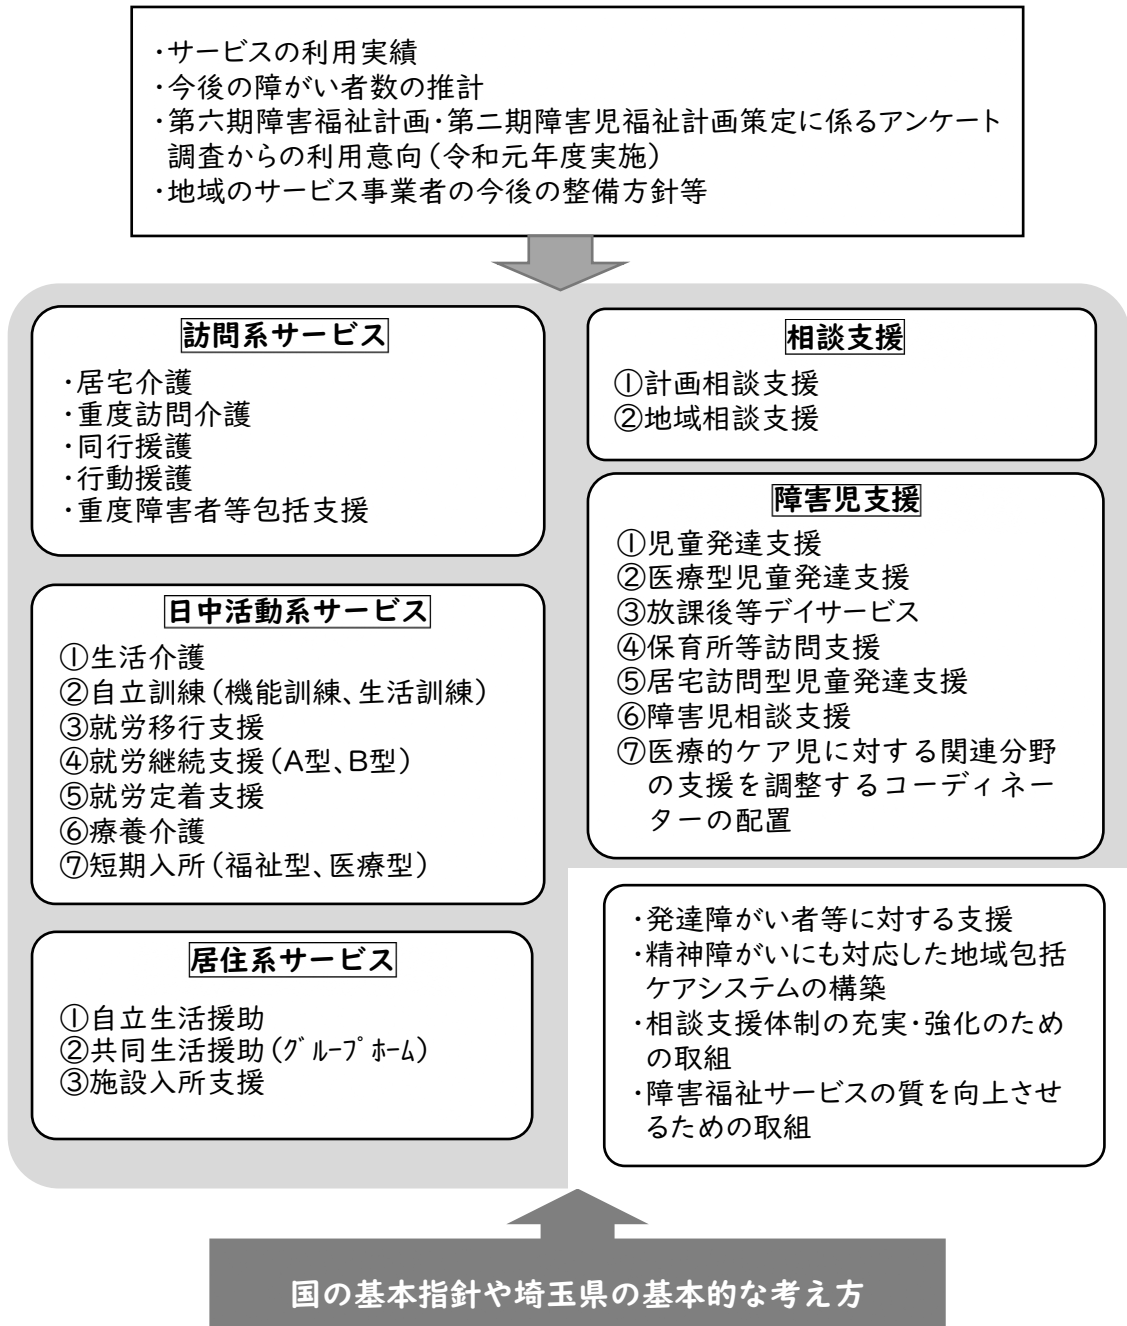 ・サービスの利用実績
・今後の障がい者数の推計
・第六期障害福祉計画・第二期障害児福祉計画策定に係るアンケート
調査からの利用意向（令和元年度実施）
・地域のサービス事業者の今後の整備方針等
訪問系サービス
・居宅介護
・重度訪問介護
・同行援護
・行動援護
・重度障害者等包括支援
日中活動系サービス
①生活介護
②自立訓練（機能訓練、生活訓練）
③就労移行支援
④就労継続支援（A型、B型）
⑤就労定着支援
⑥療養介護
⑦短期入所（福祉型、医療型）
居住系サービス
①自立生活援助
②共同生活援助（ｸﾞﾙｰﾌﾟﾎｰﾑ）
③施設入所支援
相談支援
①計画相談支援
②地域相談支援
障害児支援
①児童発達支援
②医療型児童発達支援
③放課後等デイサービス
④保育所等訪問支援
⑤居宅訪問型児童発達支援
⑥障害児相談支援
⑦医療的ケア児に対する関連分野
の支援を調整するコーディネー
ターの配置
・発達障がい者等に対する支援
・精神障がいにも対応した地域包括
ケアシステムの構築
・相談支援体制の充実・強化のため
の取組
・障害福祉サービスの質を向上させ
るための取組
国の基本指針や埼玉県の基本的な考え方